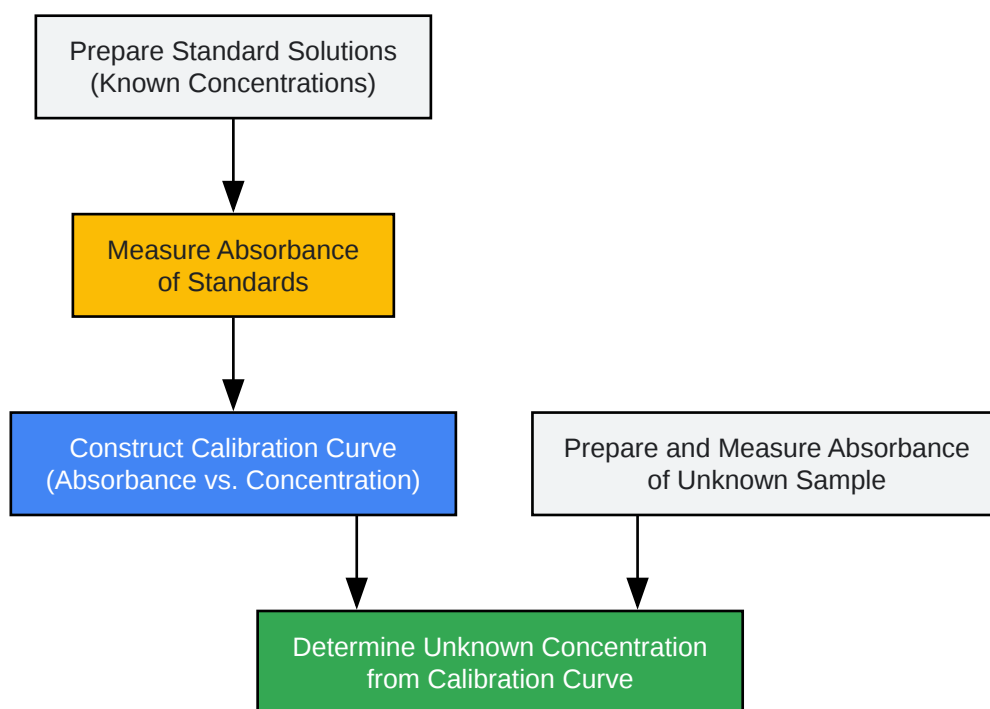 Prepare Standard Solutions
(Known Concentrations)
Measure Absorbance
of Standards
Construct Calibration Curve
(Absorbance vs. Concentration)
Prepare and Measure Absorbance
of Unknown Sample
Determine Unknown Concentration
from Calibration Curve